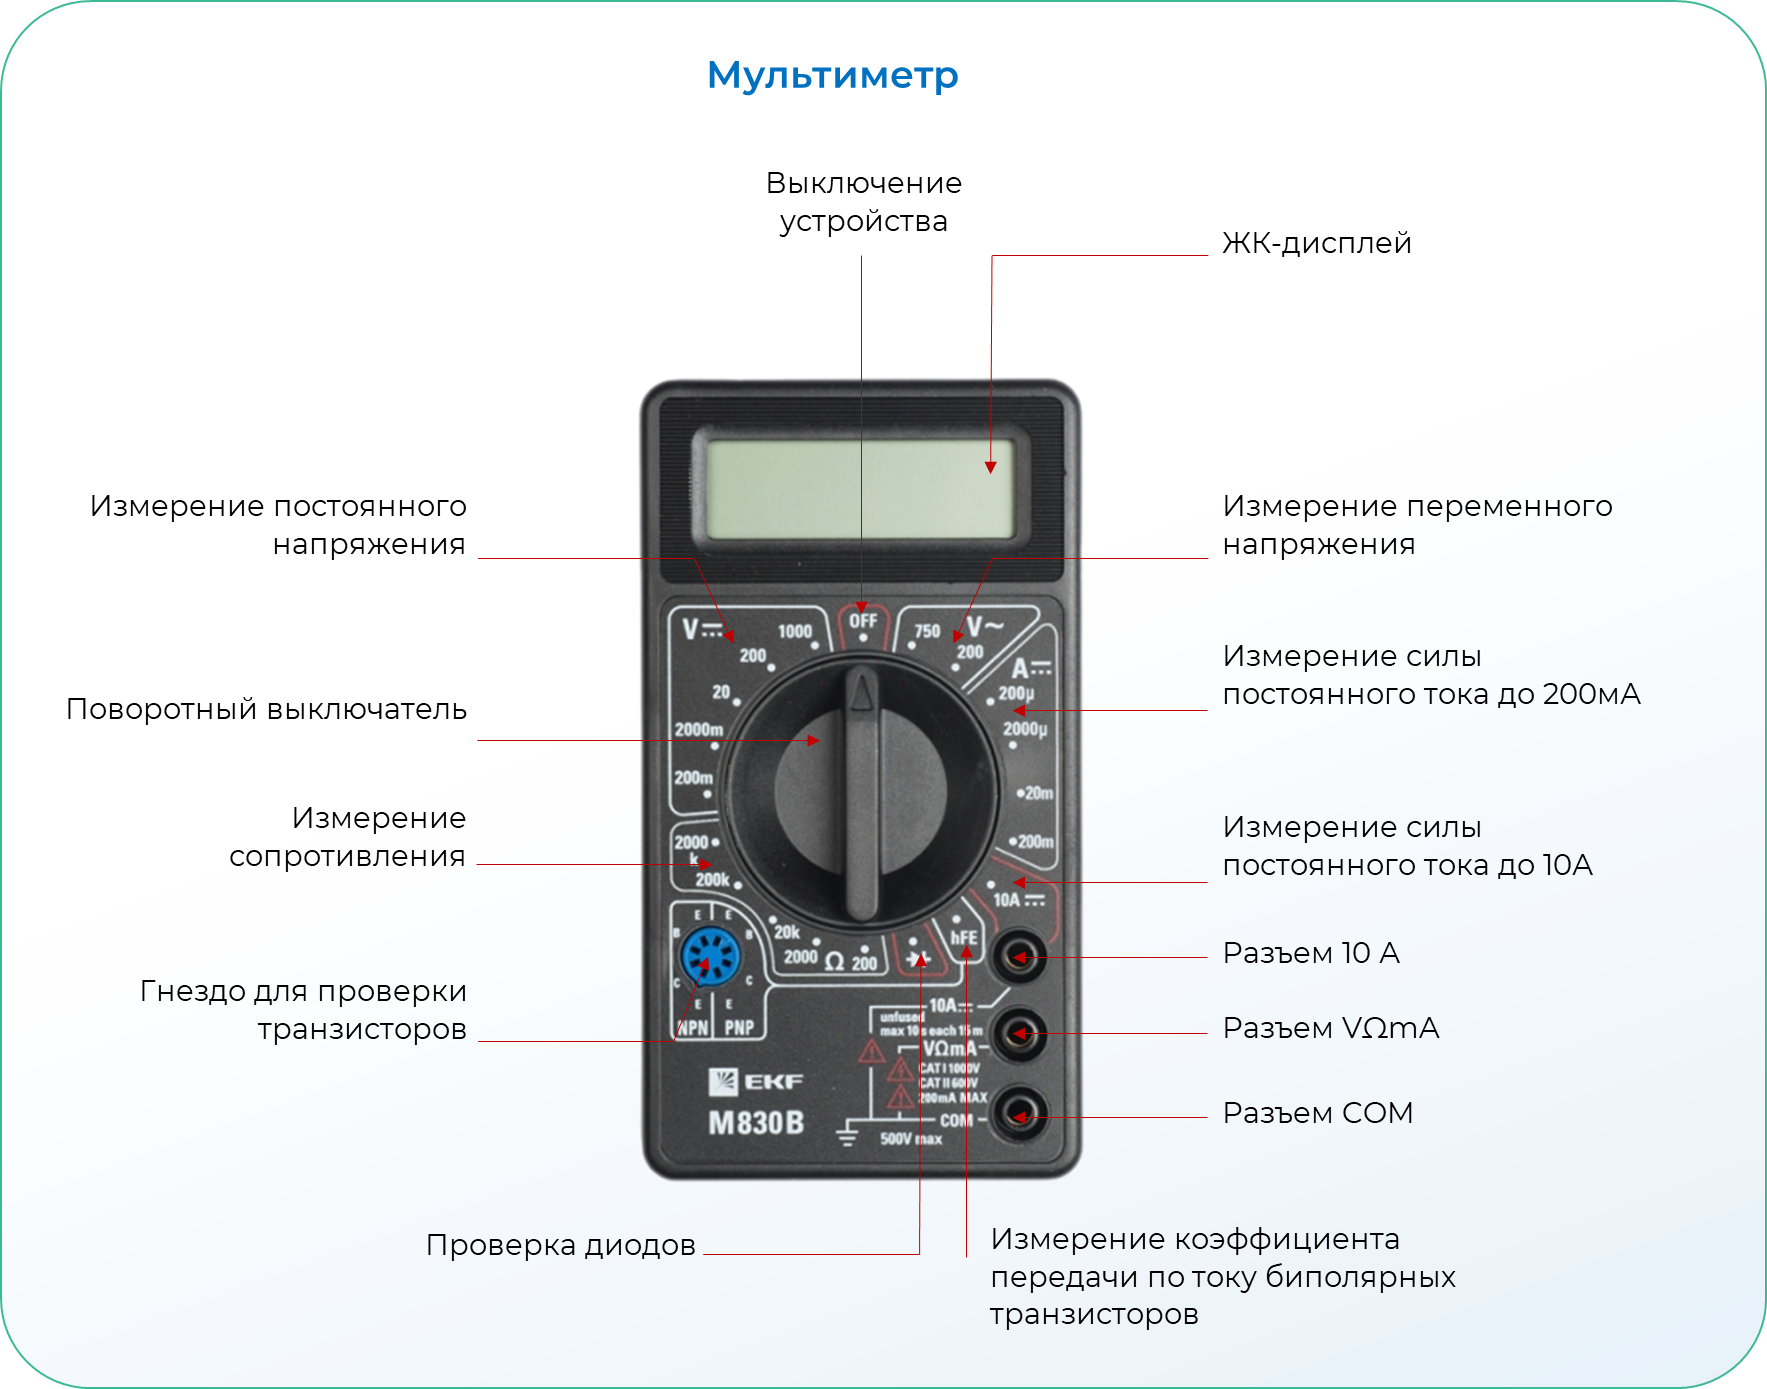 Мультиметр
Выключение
устройства
ЖК-дисплей
Измерение постоянного
напряжения
Измерение переменного
напряжения
Поворотный выключатель
Измерение силы
постоянного тока до 200мА
Измерение
сопротивления
Измерение силы
постоянного тока до 10А
Гнездо для проверки
транзисторов
Разъем 10 А
Разъем VΩmA
Разъем COM
Проверка диодов
Измерение коэффициента
передачи по току биполярных
транзисторов
V
1000
OFF
750
V~
200
200
A
20
200µ
2000m
2000µ
200m
20m
2000
k
200m
200k
10A
E E
B B
20k
hFE
2000 Ω 200
C C
E E
NPN PNP
10A
unfused
max 10s each 15m
VΩmA
CAT I 1000V
CAT II 600V
200mA MAX
EKF
M830B
COM
500V max